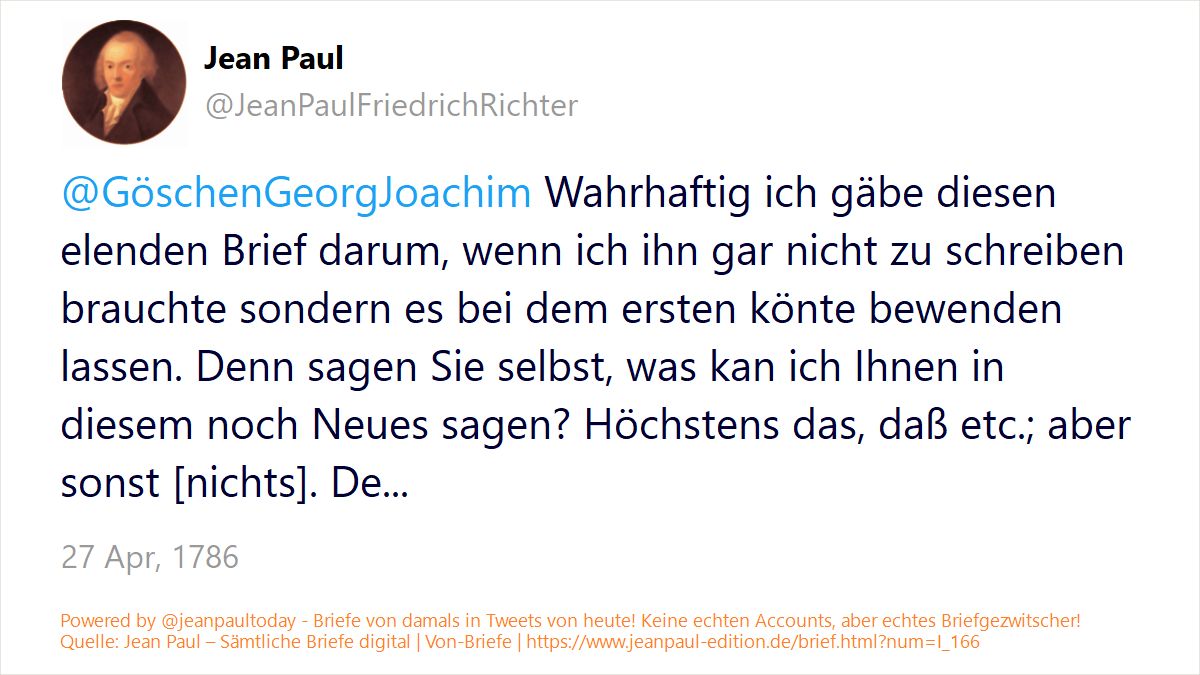 Jean Paul
@JeanPaulFriedrichRichter
@GöschenGeorgJoachim Wahrhaftig ich gäbe diesen
elenden Brief darum, wenn ich ihn gar nicht zu schreiben
brauchte sondern es bei dem ersten könte bewenden
lassen. Denn sagen Sie selbst, was kan ich Ihnen in
diesem noch Neues sagen? Höchstens das, daß etc.; aber
sonst [nichts]. De...
27 Apr, 1786
Powered by @jeanpaultoday - Briefe von damals in Tweets von heute! Keine echten Accounts, aber echtes Briefgezwitscher!
Quelle: Jean Paul – Sämtliche Briefe digital | Von-Briefe | https://www.jeanpaul-edition.de/brief.html?num=I_166